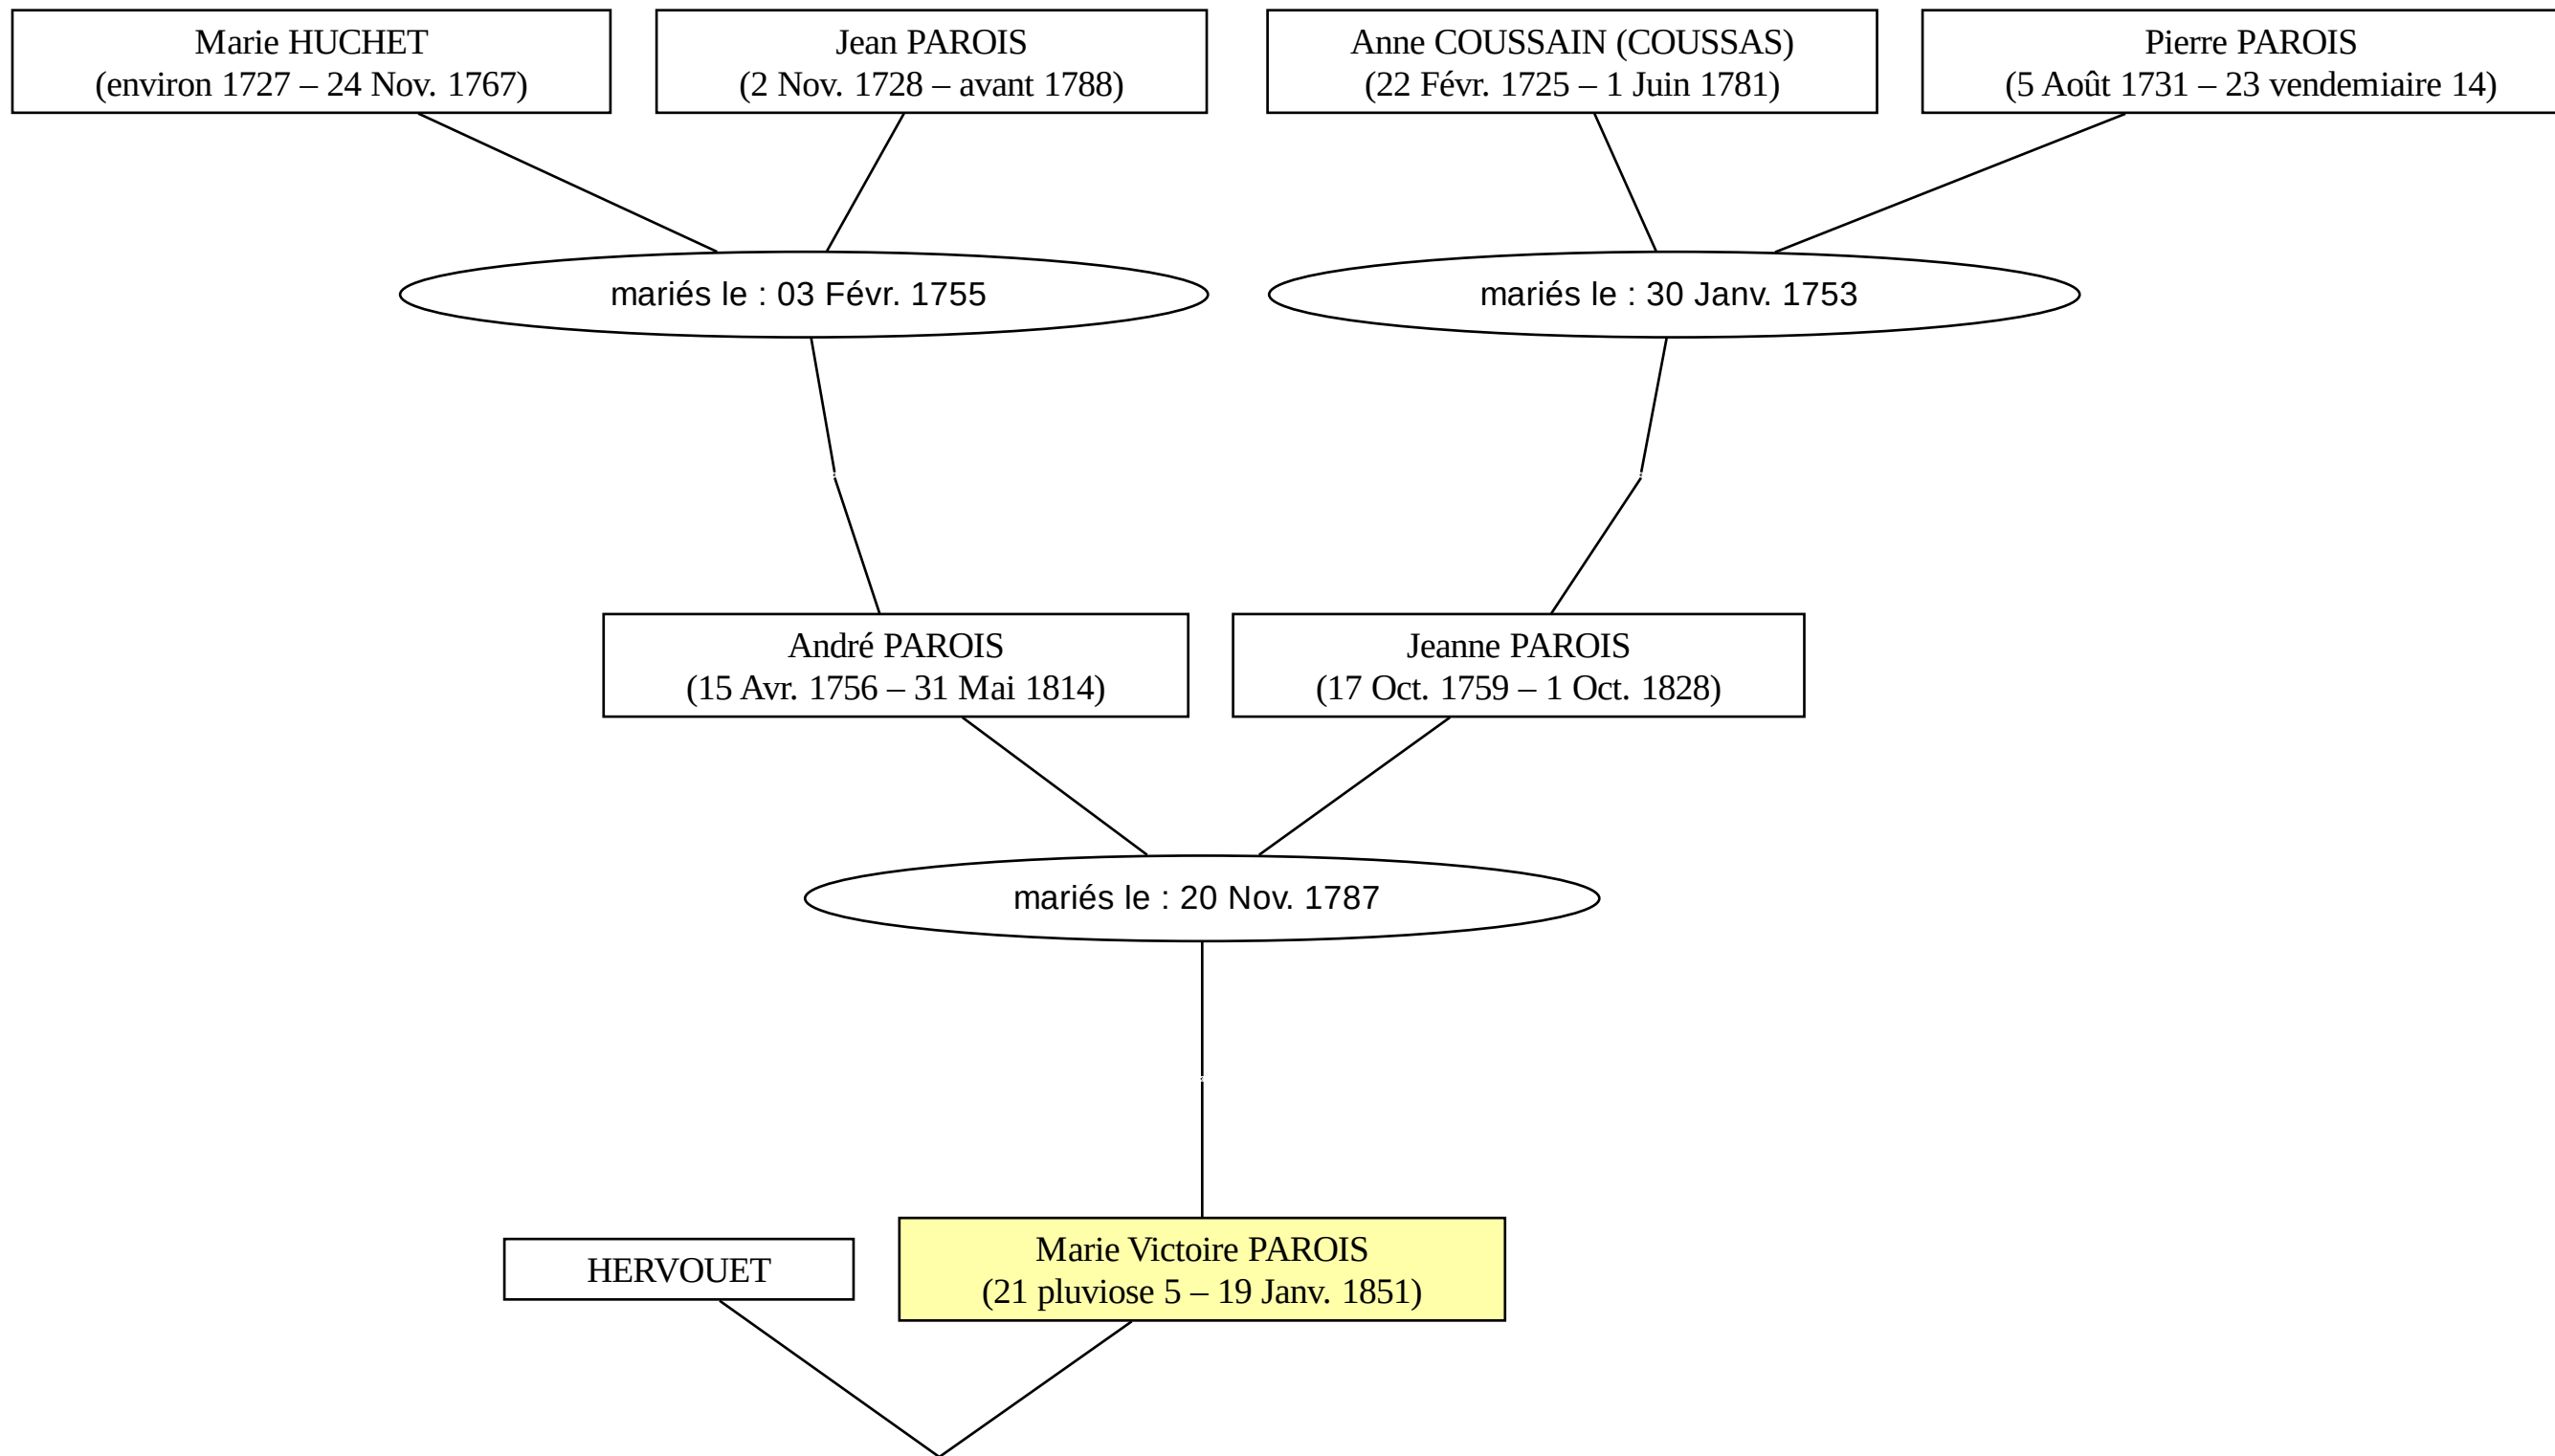 Marie HUCHET
(environ 1727 – 24 Nov. 1767)
Jean PAROIS
(2 Nov. 1728 – avant 1788)
Anne COUSSAIN (COUSSAS)
(22 Févr. 1725 – 1 Juin 1781)
Pierre PAROIS
(5 Août 1731 – 23 vendemiaire 14)
mariés le : 03 Févr. 1755
mariés le : 30 Janv. 1753
André PAROIS
(15 Avr. 1756 – 31 Mai 1814)
Jeanne PAROIS
(17 Oct. 1759 – 1 Oct. 1828)
mariés le : 20 Nov. 1787
HERVOUET
Marie Victoire PAROIS
(21 pluviose 5 – 19 Janv. 1851)